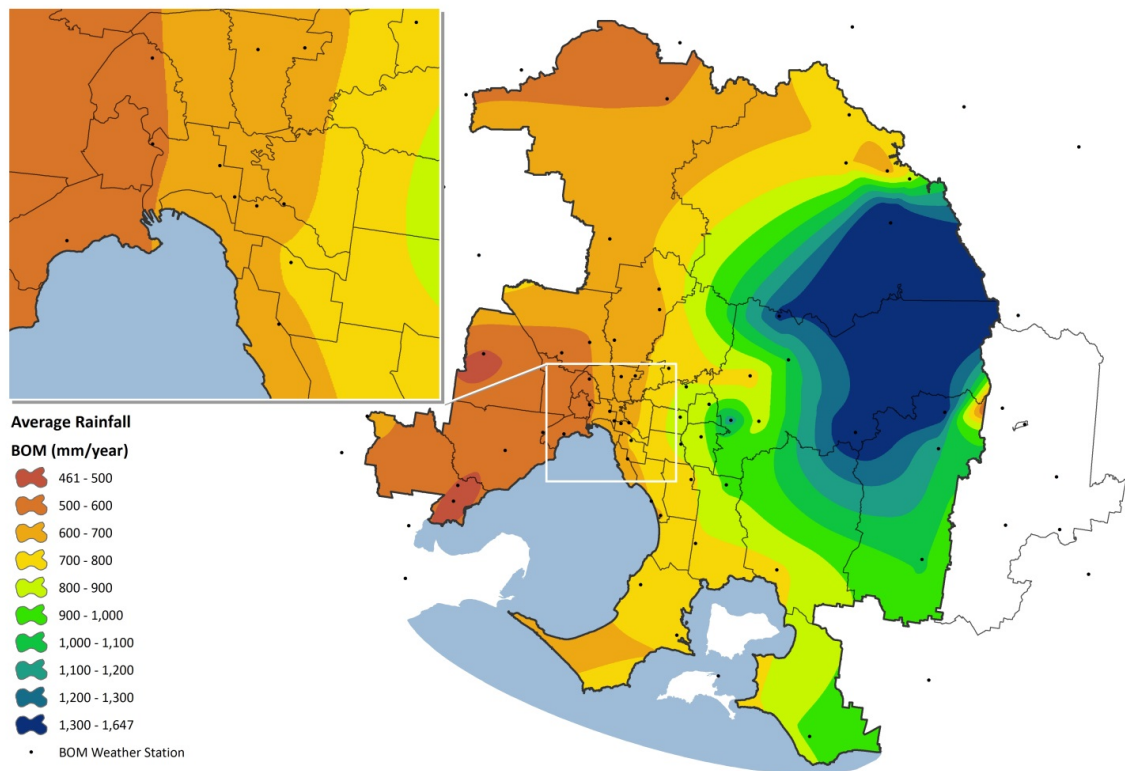 Average Rainfall
BOM (mm/year)
461 - 500
500 - 600
600 - 700
700 - 800
800 - 900
900 - 1,000
1,000 - 1,100
1,100 - 1,200
1,200 - 1,300
1,300 - 1,647
BOM Weather Station